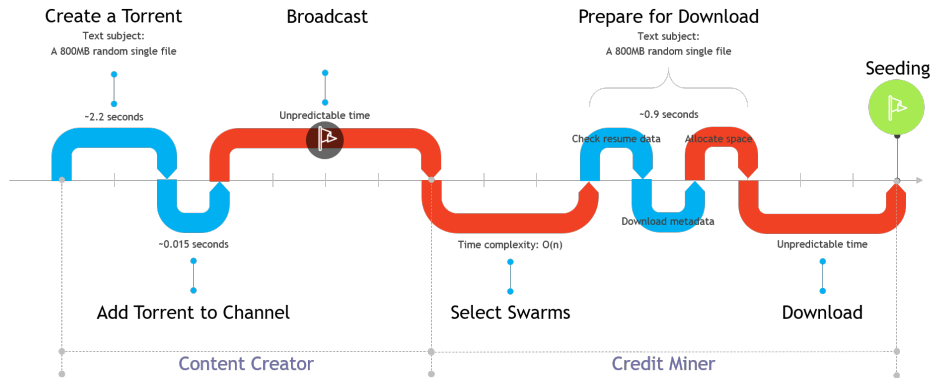 Create a Torrent
Text subject:
A 800MB random single file
~2.2 seconds
Broadcast
Unpredictable time
Prepare for Download
Text subject:
A 800MB random single file
~0.9 seconds
Check resume data
Allocate space
Seeding
~0.015 seconds
Add Torrent to Channel
Time complexity: O(n)
Select Swarms
Download metadata
Unpredictable time
Download
Content Creator
Credit Miner